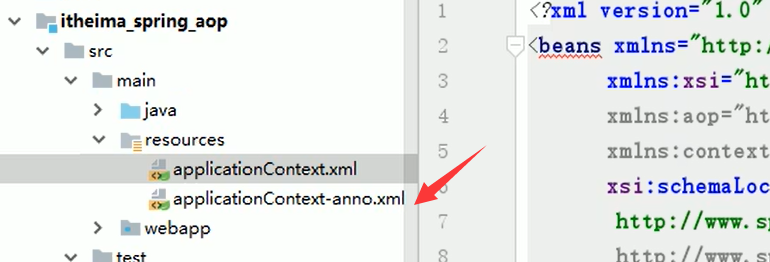 itheima_spring_aop
src
main
java
resources
applicationContext.xml
applicationContext-anno.xml
webapp
test
1 <?xml version="1.0"
2 <beans xmlns="http:/
3 xmlns:xsi="ht
4 xmlns:aop="ht
5 xmlns:context
xsi:schemaLoc
7 http://www.sp
8 http://www.sp